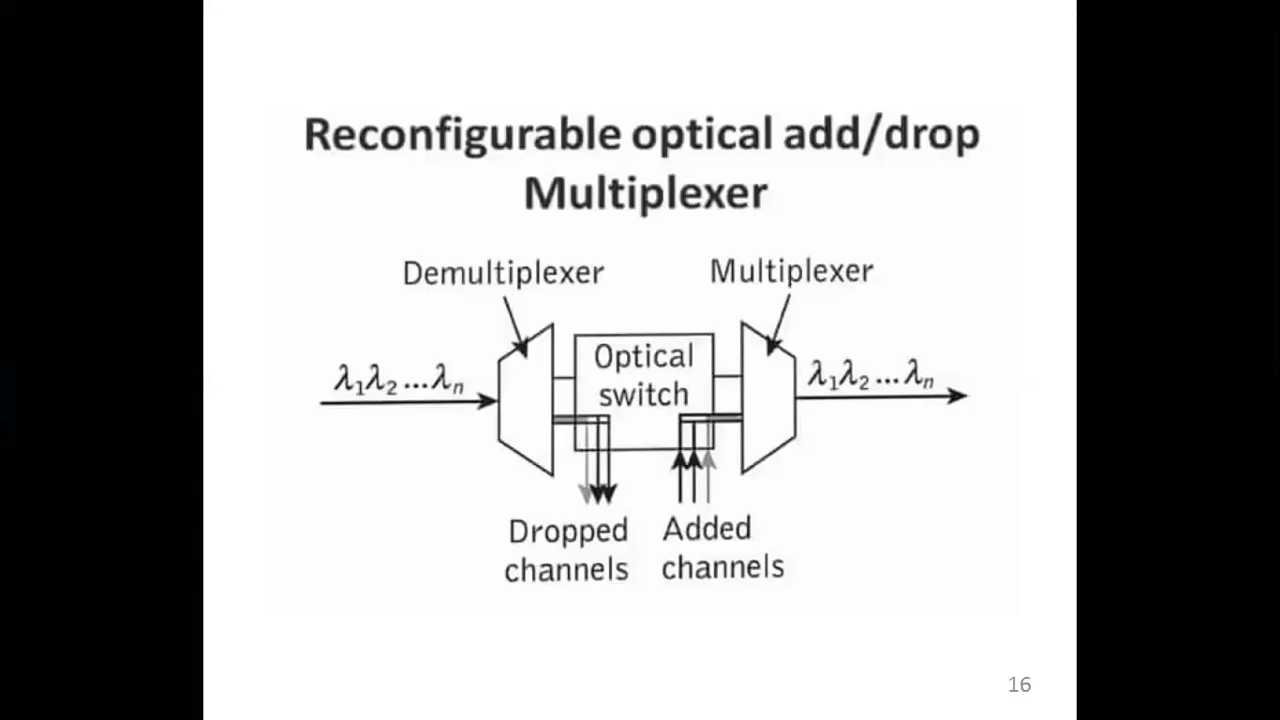 Reconfigurable optical add/drop
Multiplexer
Demultiplexer
Multiplexer
λ₁λ₂...λₙ
Optical
switch
λ₁λ₂...λₙ
Dropped
channels
Added
channels
16